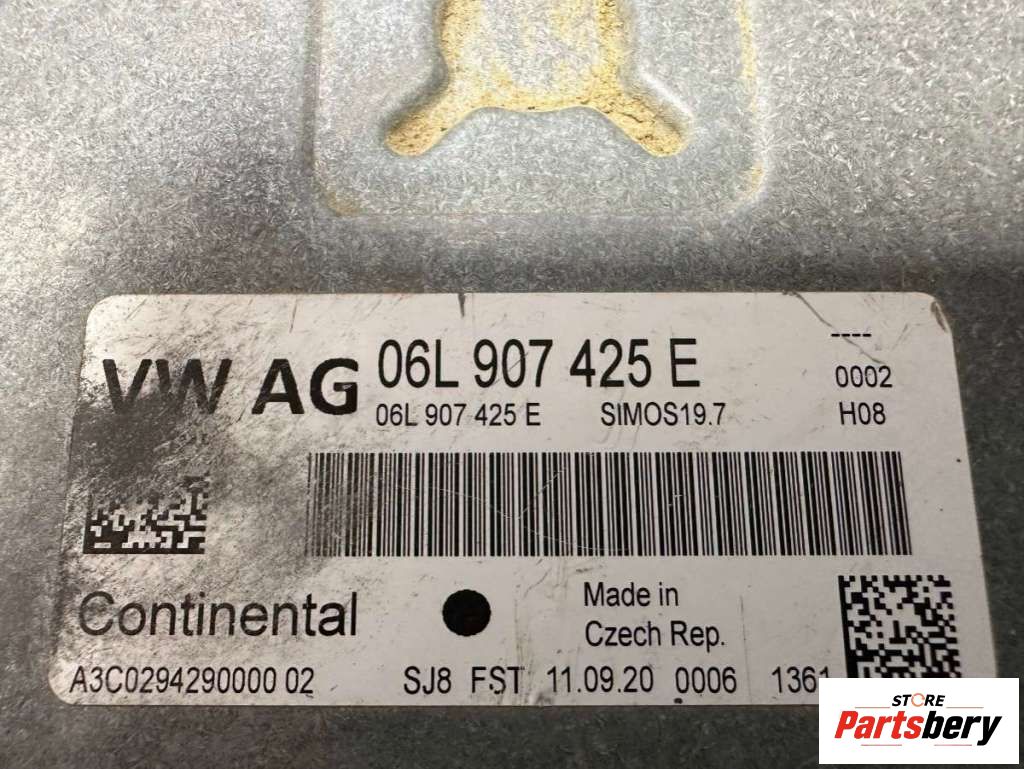 VW AG 06L 907 425 E ----
0002
06L 907 425 E SIMOS19.7 H08
Continental
Made in
Czech Rep.
A3C0294290000 02 SJ8 FST 11.09.20 0006 1361
STORE
Partsbery